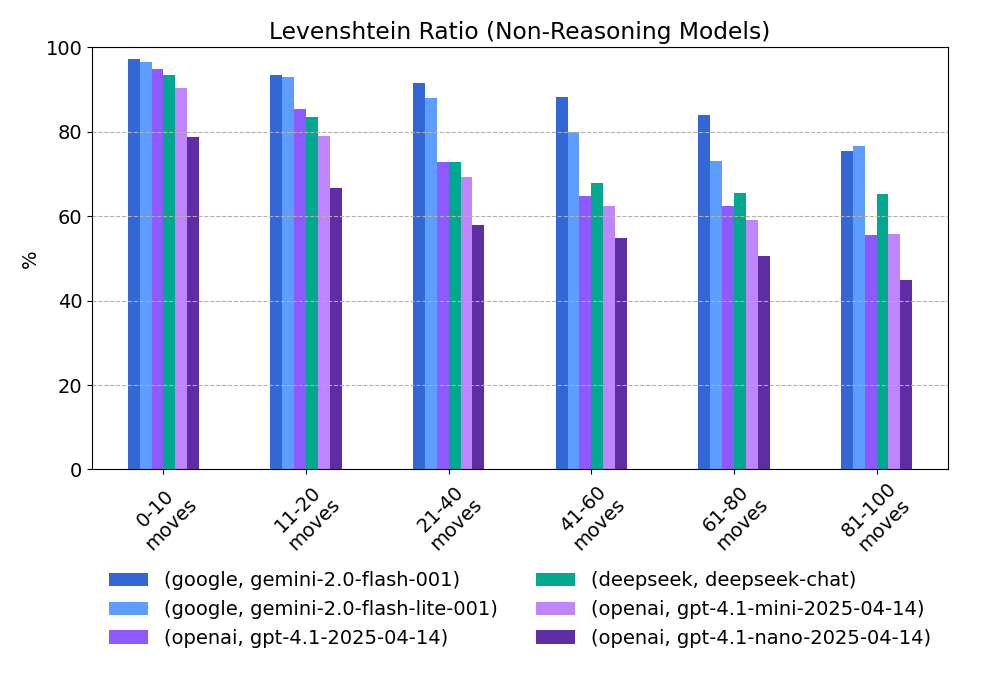 Levenshtein Ratio (Non-Reasoning Models)
100
80
60
40
20
0
%
0-10
moves
11-20
moves
21-40
moves
41-60
moves
61-80
moves
81-100
moves
(google, gemini-2.0-flash-001)
(google, gemini-2.0-flash-lite-001)
(openai, gpt-4.1-2025-04-14)
(deepseek, deepseek-chat)
(openai, gpt-4.1-mini-2025-04-14)
(openai, gpt-4.1-nano-2025-04-14)